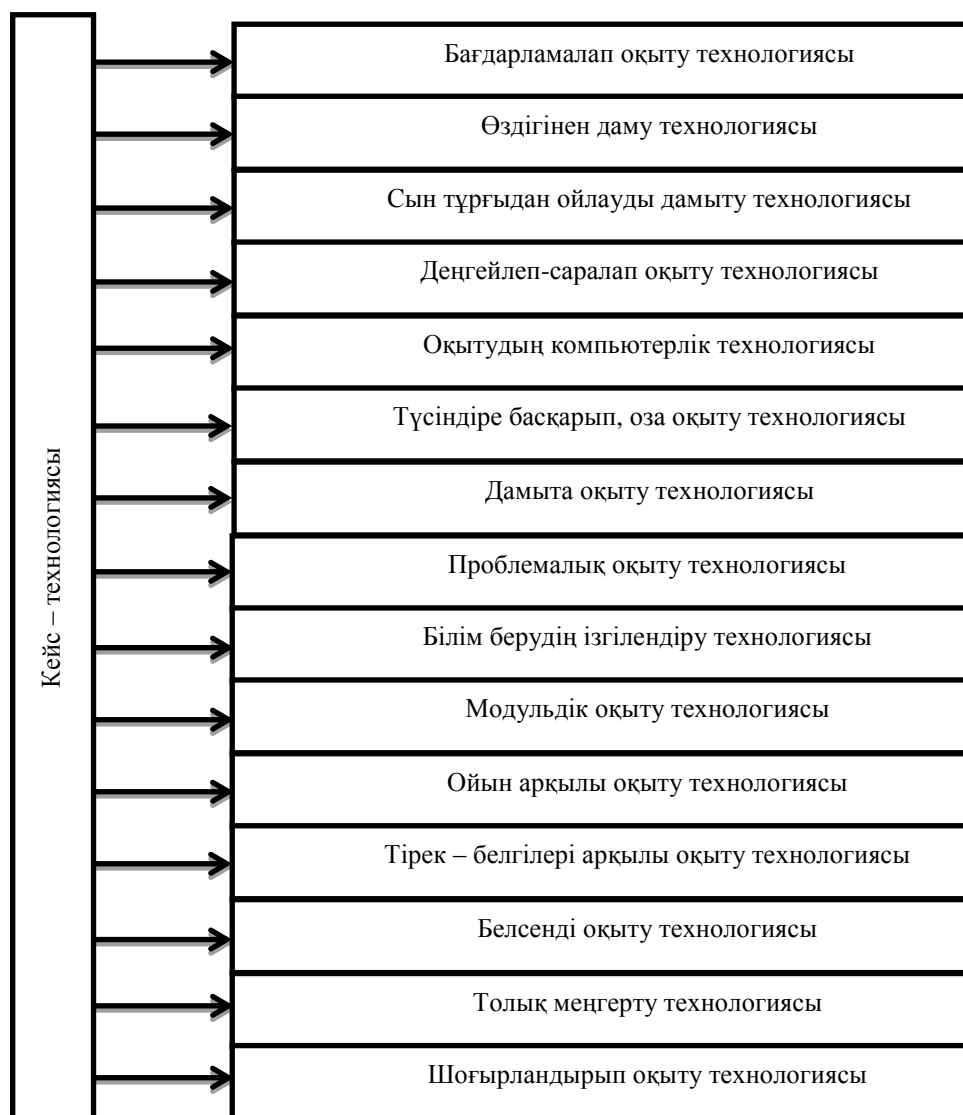 Кейс – технологиясы
Бағдарламалап оқыту технологиясы
Өздігінен даму технологиясы
Сын тұрғыдан ойлауды дамыту технологиясы
Деңгейлеп-саралап оқыту технологиясы
Оқытудың компьютерлік технологиясы
Түсіндіре басқарып, оза оқыту технологиясы
Дамыта оқыту технологиясы
Проблемалық оқыту технологиясы
Білім берудің ізгілендіру технологиясы
Модульдік оқыту технологиясы
Ойын арқылы оқыту технологиясы
Тірек – белгілері арқылы оқыту технологиясы
Белсенді оқыту технологиясы
Толық меңгерту технологиясы
Шоғырландырып оқыту технологиясы